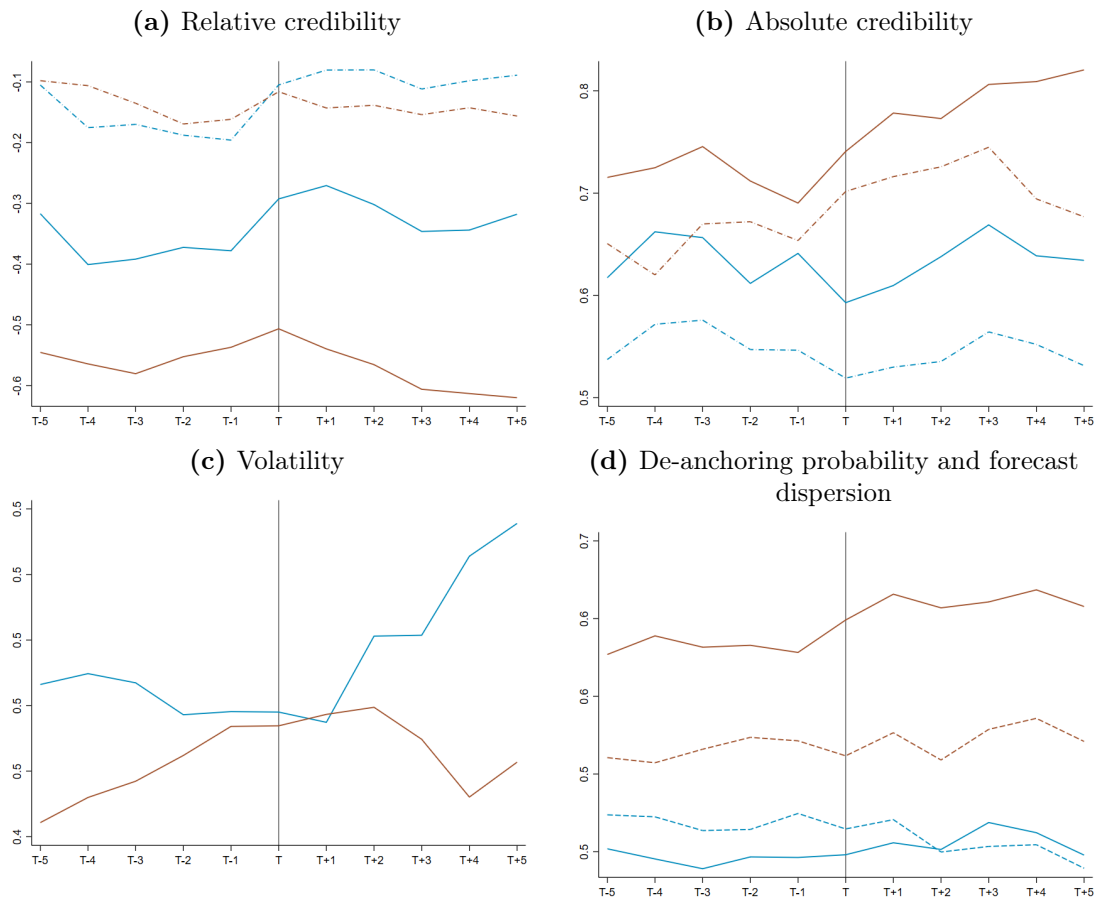 (a) Relative credibility
-0.1
-0.2
-0.3
-0.4
-0.5
-0.6
T-5 T-4 T-3 T-2 T-1 T T+1 T+2 T+3 T+4 T+5
(b) Absolute credibility
0.8
0.7
0.6
0.5
T-5 T-4 T-3 T-2 T-1 T T+1 T+2 T+3 T+4 T+5
(c) Volatility
0.5
0.5
0.5
0.5
0.5
0.4
T-5 T-4 T-3 T-2 T-1 T T+1 T+2 T+3 T+4 T+5
(d) De-anchoring probability and forecast
dispersion
0.7
0.6
0.6
0.5
0.5
T-5 T-4 T-3 T-2 T-1 T T+1 T+2 T+3 T+4 T+5